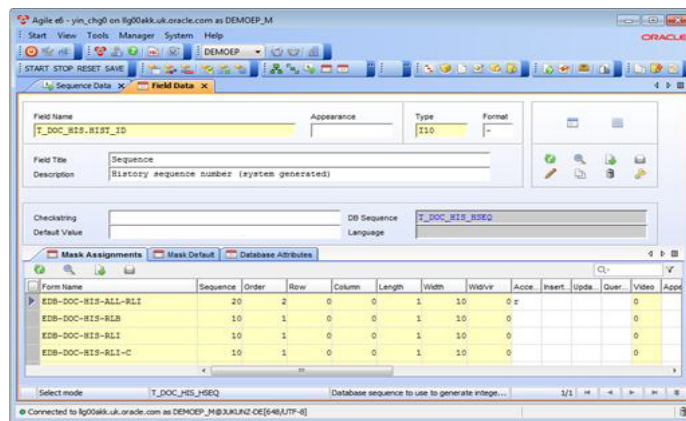 Agile e6 - yin_chg0 on llg00akk.uk.oracle.com as DEMOEP_M
Start View Tools Manager System Help
ORACLE
DEMOEP
START STOP RESET SAVE
Sequence Data Field Data
Field Name Appearance Type Format
T_DOC_HIS.HIST_ID I10 -
Field Title Sequence
Description History sequence number (system generated)
Checkstring DB Sequence T_DOC_HIS_HSEQ
Default Value Language
Mask Assignments Mask Default Database Attributes
Form Name Sequence Order Row Column Length Width Wid/vir Acce... Insert... Upda... Quer... Video Appe
EDB-DOC-HIS-ALL-RLI 20 2 0 0 1 10 0 r 0
EDB-DOC-HIS-RLB 10 1 0 0 1 10 0 0
EDB-DOC-HIS-RLI 10 1 0 0 1 10 0 0
EDB-DOC-HIS-RLI-C 10 1 0 0 1 10 0 0
Select mode T_DOC_HIS_HSEQ Database sequence to use to generate intege... 1/1
Connected to llg00akk.uk.oracle.com as DEMOEP_M@JUKUNZ-DE[648/UTF-8]